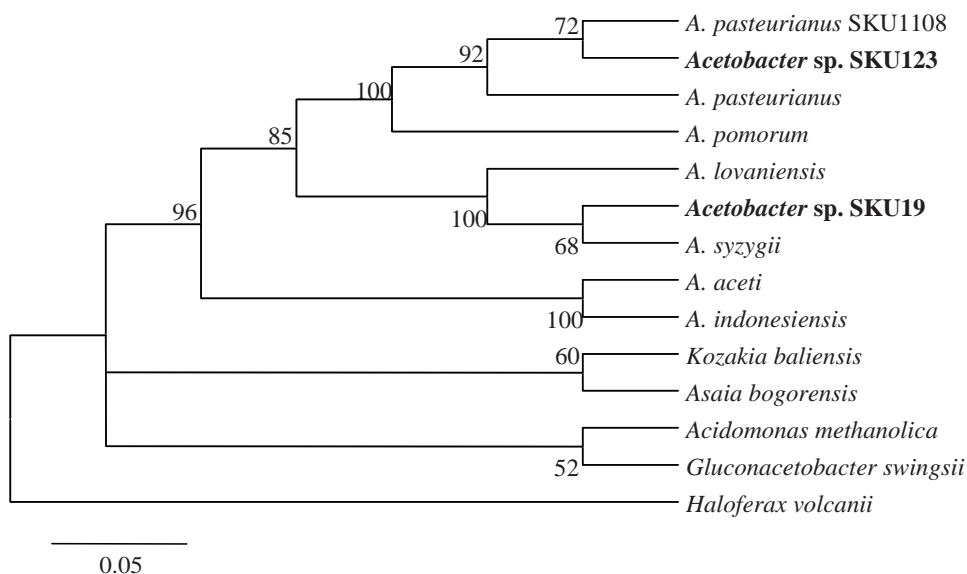 72
A. pasteurianus SKU1108
Acetobacter sp. SKU123
92
A. pasteurianus
100
A. pomorum
85
A. lovaniensis
Acetobacter sp. SKU19
100
96
68
A. syzygii
A. aceti
100
A. indonesiensis
60
Kozakia baliensis
Asaia bogorensis
Acidomonas methanolica
52
Gluconacetobacter swingsii
Haloferax volcanii
0.05